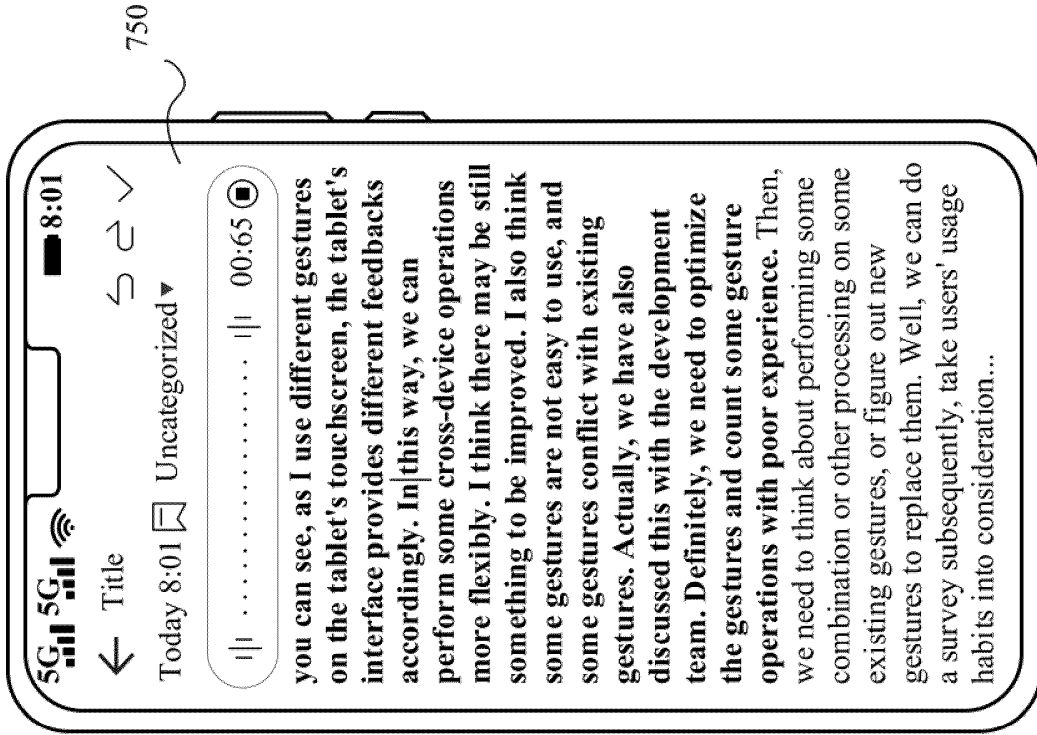 750
5G 5G 8:01
Title
Today 8:01 Uncategorized
00:65
you can see, as I use different gestures
on the tablet's touchscreen, the tablet's
interface provides different feedbacks
accordingly. In this way, we can
perform some cross-device operations
more flexibly. I think there may be still
something to be improved. I also think
some gestures are not easy to use, and
some gestures conflict with existing
gestures. Actually, we have also
discussed this with the development
team. Definitely, we need to optimize
the gestures and count some gesture
operations with poor experience. Then,
we need to think about performing some
combination or other processing on some
existing gestures, or figure out new
gestures to replace them. Well, we can do
a survey subsequently, take users' usage
habits into consideration...